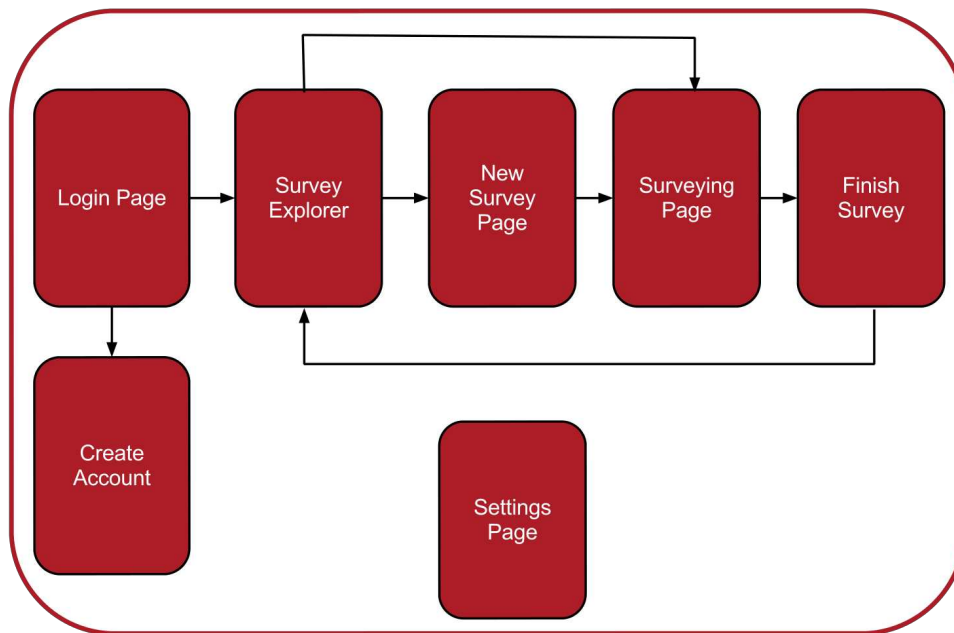 Login Page
Survey
Explorer
New
Survey
Page
Surveying
Page
Finish
Survey
Create
Account
Settings
Page